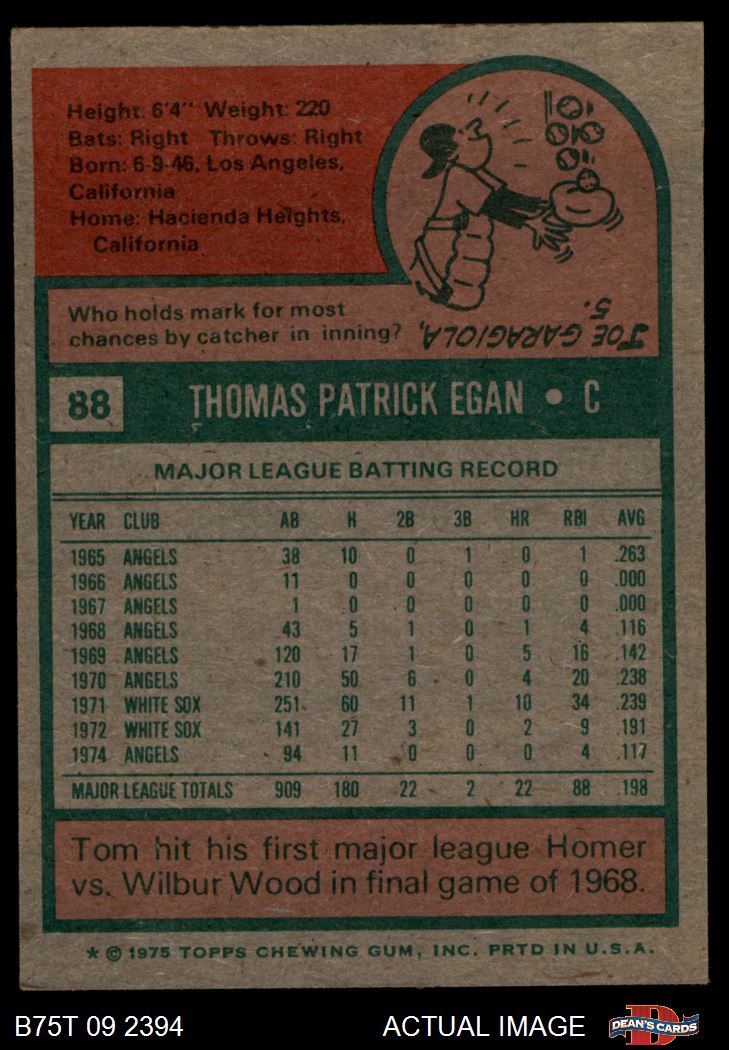 Height: 6'4" Weight: 220
Bats: Right Throws: Right
Born: 6-9-46, Los Angeles,
California
Home: Hacienda Heights,
California
Who holds mark for most
chances by catcher in inning?
JOE GARAGIOLA,
5.
88 THOMAS PATRICK EGAN • C
MAJOR LEAGUE BATTING RECORD
YEAR CLUB AB H 2B 3B HR RBI AVG
1965 ANGELS 38 10 0 1 0 1 .263
1966 ANGELS 11 0 0 0 0 0 .000
1967 ANGELS 1 0 0 0 0 0 .000
1968 ANGELS 43 5 1 0 1 4 .116
1969 ANGELS 120 17 1 0 5 16 .142
1970 ANGELS 210 50 6 0 4 20 .238
1971 WHITE SOX 251 60 11 1 10 34 .239
1972 WHITE SOX 141 27 3 0 2 9 .191
1974 ANGELS 94 11 0 0 0 4 .117
MAJOR LEAGUE TOTALS 909 180 22 2 22 88 .198
Tom hit his first major league Homer
vs. Wilbur Wood in final game of 1968.
* © 1975 TOPPS CHEWING GUM, INC. PRTD IN U.S.A.
B75T 09 2394 ACTUAL IMAGE D DEAN'S CARDS